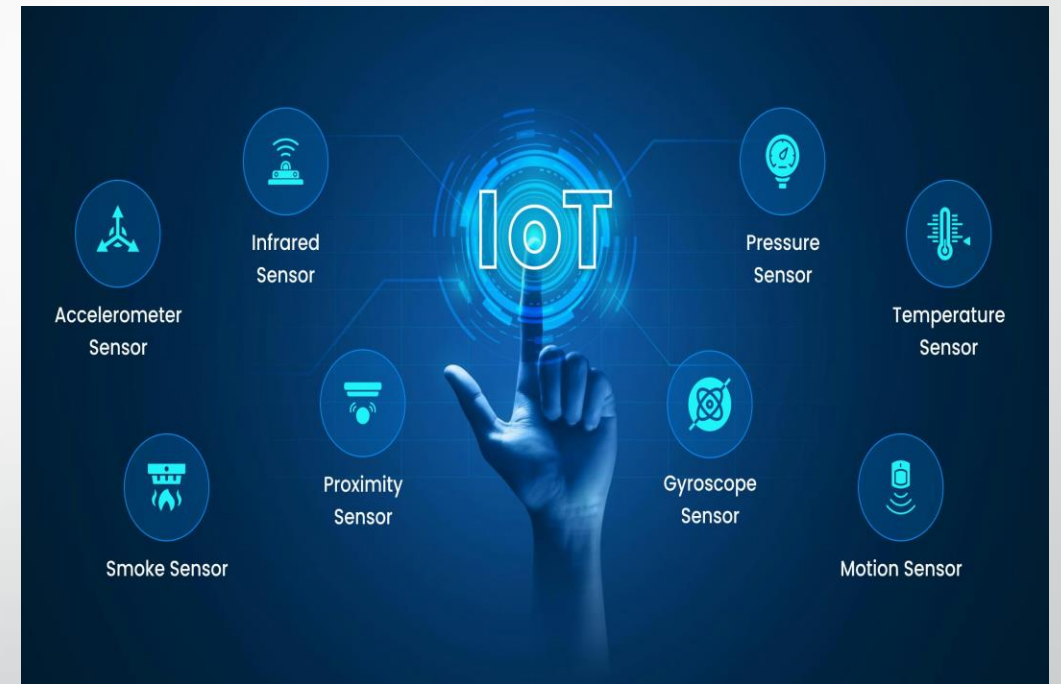 IoT
Infrared
Sensor
Pressure
Sensor
Accelerometer
Sensor
Temperature
Sensor
Proximity
Sensor
Gyroscope
Sensor
Smoke Sensor
Motion Sensor